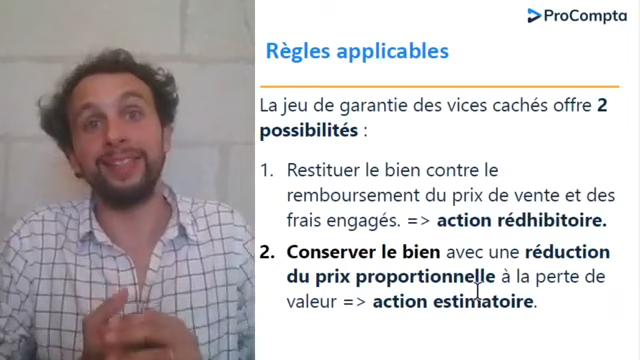 ProCompta
Règles applicables
La jeu de garantie des vices cachés offre 2
possibilités :
1. Restituer le bien contre le
remboursement du prix de vente et des
frais engagés. => action rédhibitoire.
2. Conserver le bien avec une réduction
du prix proportionnelle à la perte de
valeur => action estimatoire.